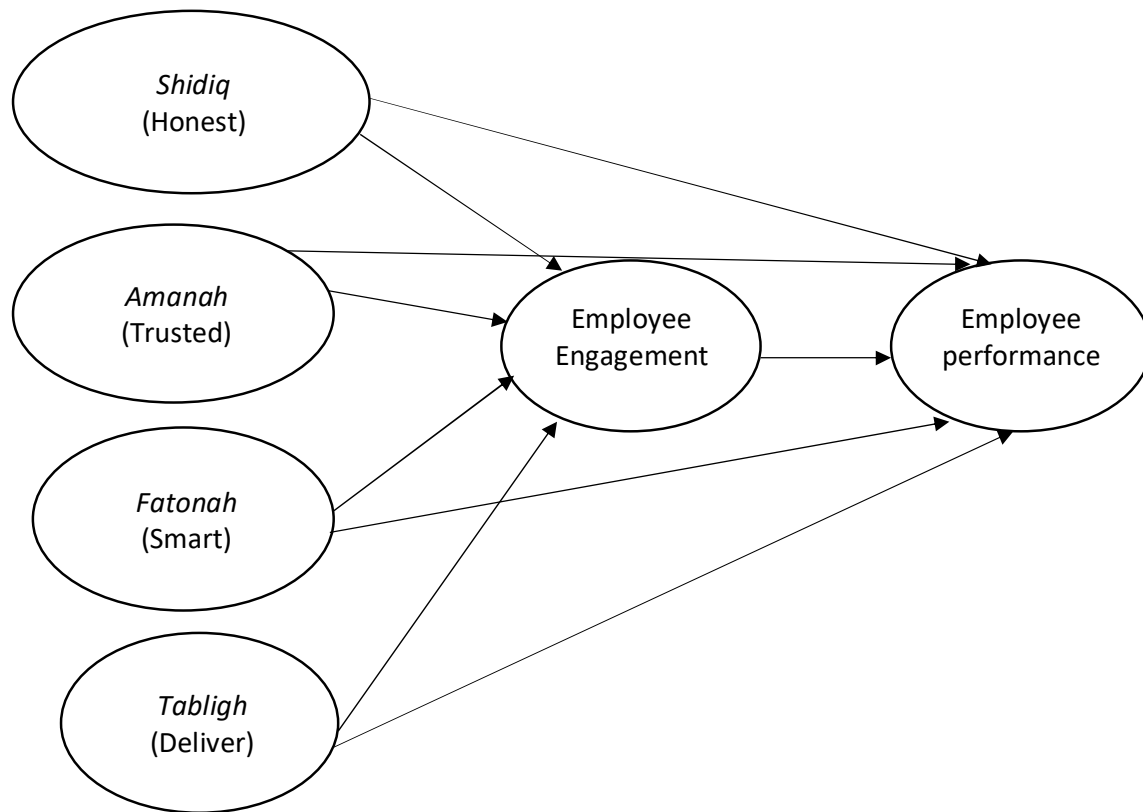 Shidiq
(Honest)
Amanah
(Trusted)
Employee
Engagement
Employee
performance
Fatonah
(Smart)
Tabligh
(Deliver)